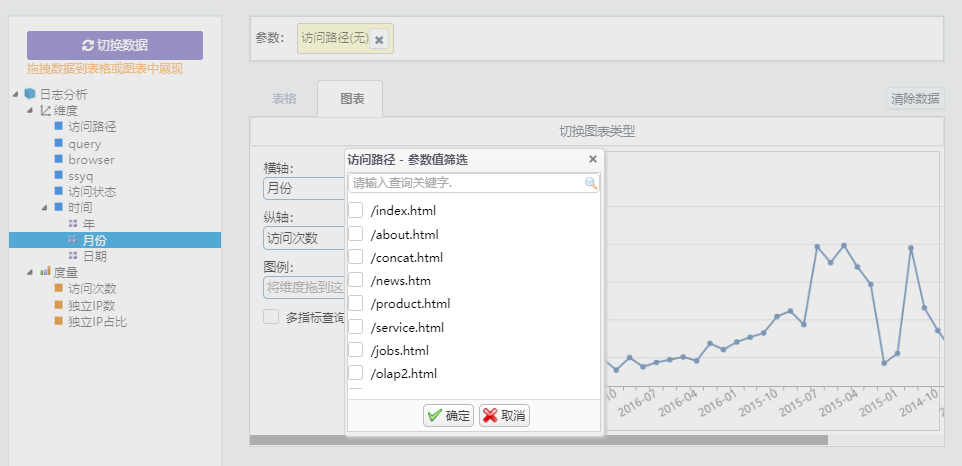 切换数据
拖拽数据到表格或图表中展现
日志分析
维度
访问路径
query
browser
ssyq
访问状态
时间
年
月份
日期
度量
访问次数
独立IP数
独立IP占比
参数:
访问路径(无)
表格
图表
清除数据
切换图表类型
横轴:
月份
纵轴:
访问次数
图例:
将维度拖到这
多指标查询
访问路径 - 参数值筛选
请输入查询关键字.
/index.html
/about.html
/concat.html
/news.htm
/product.html
/service.html
/jobs.html
/olap2.html
确定
取消
2016-07
2016-04
2016-01
2015-10
2015-07
2015-04
2015-01
2014-10